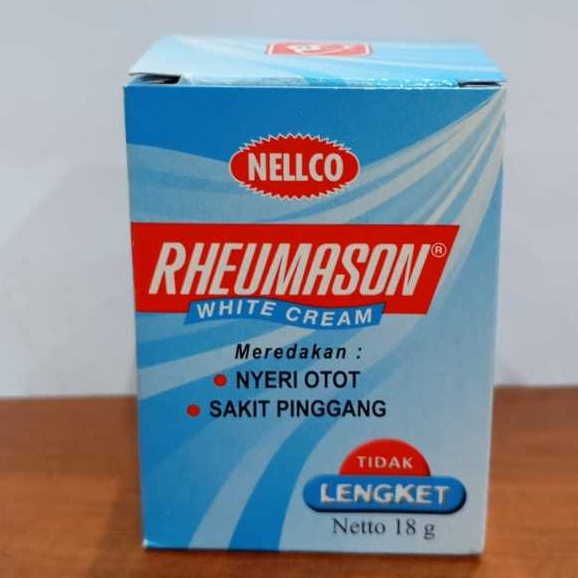 NELLCO
RHEUMASON®
WHITE CREAM
Meredakan :
• NYERI OTOT
• SAKIT PINGGANG
TIDAK
LENGKET
Netto 18 g